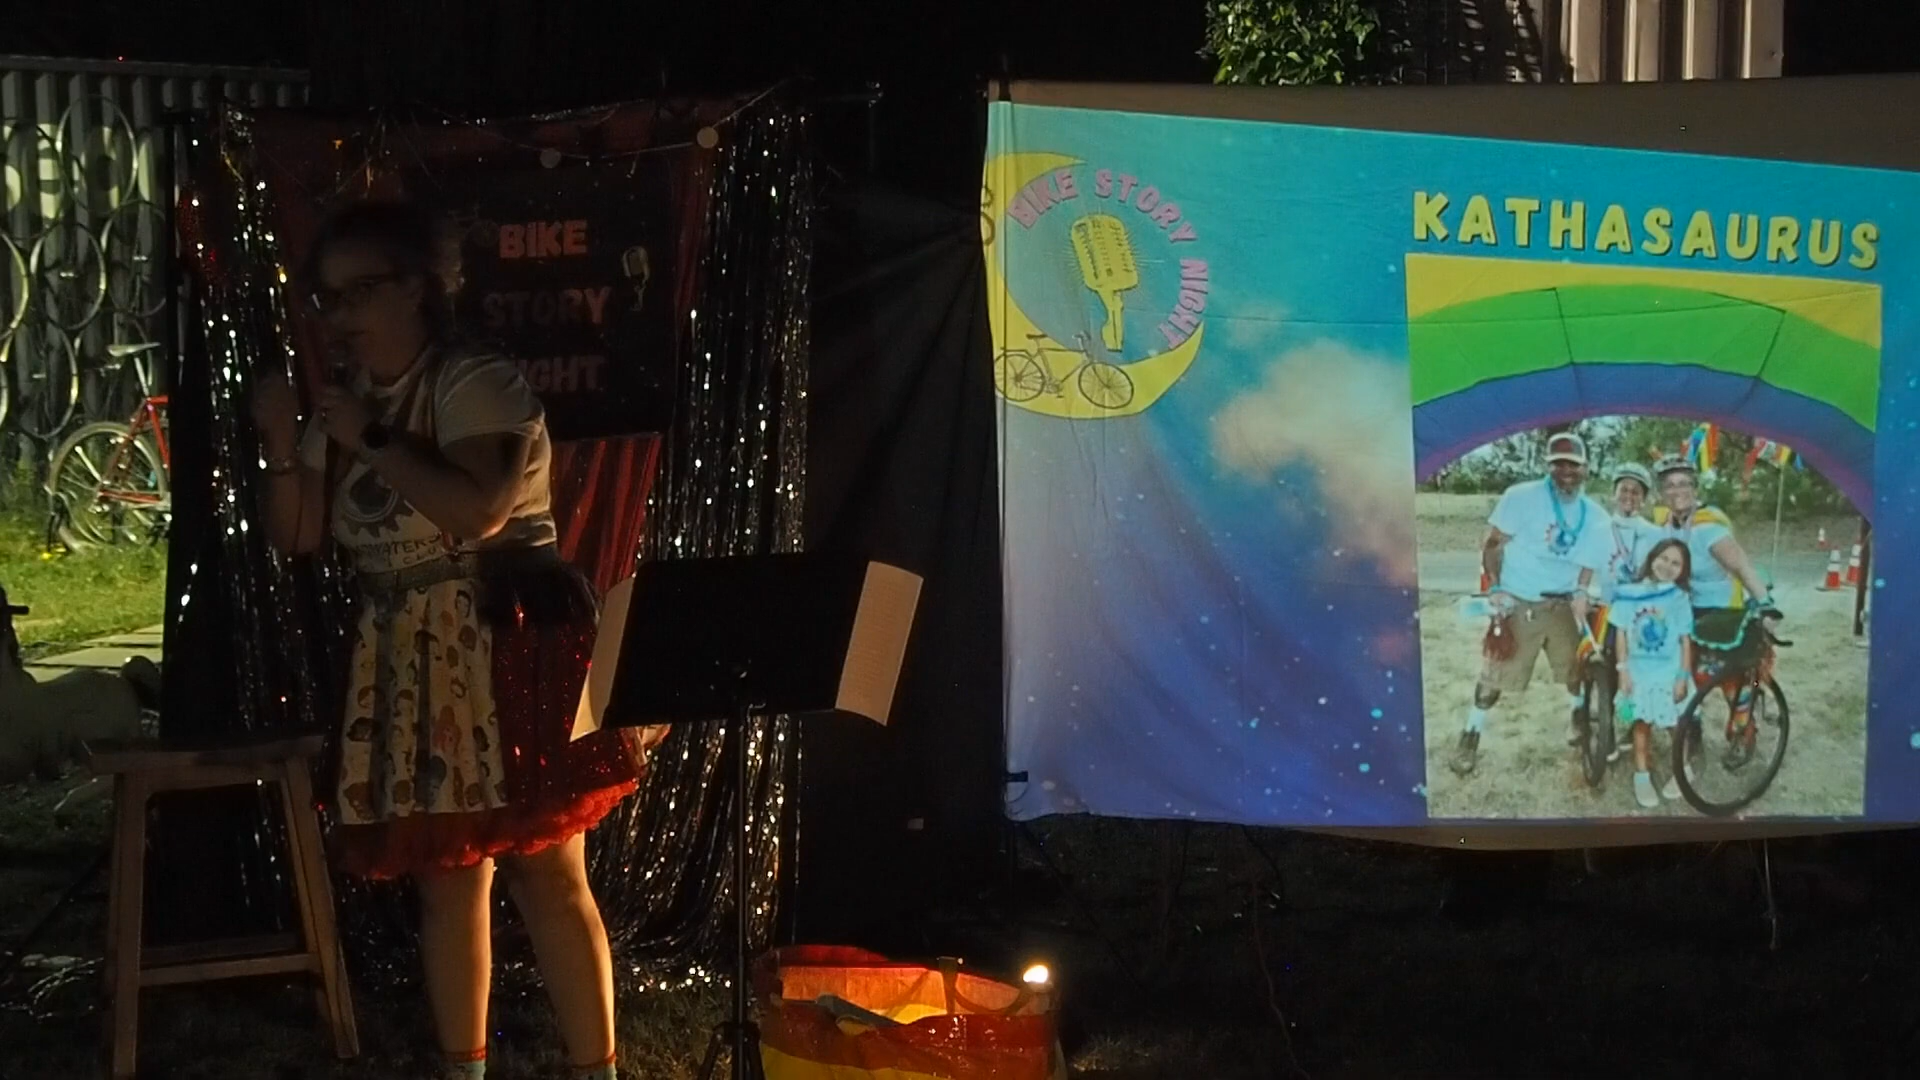 BIKE
STORY
NIGHT
BIKE STORY NIGHT
KATHASAURUS